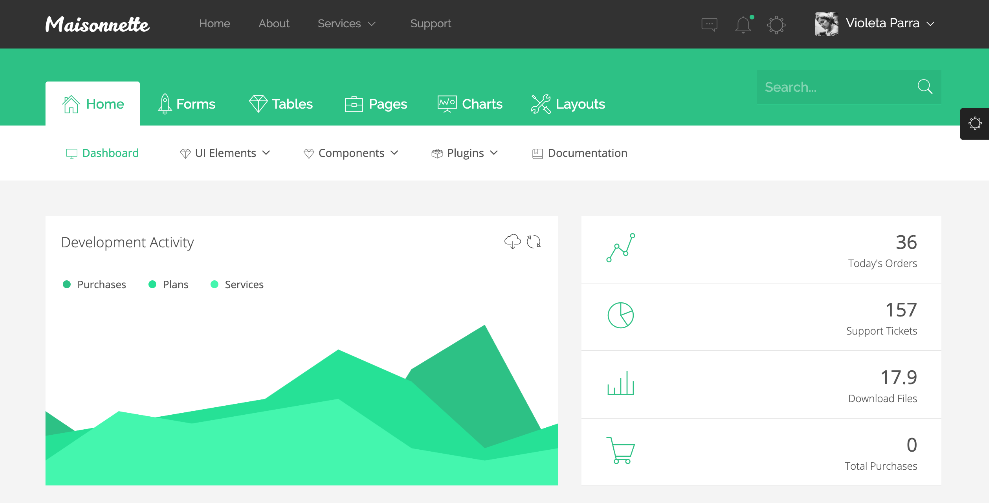 Maisonnette Home About Services Support Violeta Parra
Home Forms Tables Pages Charts Layouts Search...
Dashboard UI Elements Components Plugins Documentation
Development Activity
Purchases Plans Services
36
Today's Orders
157
Support Tickets
17.9
Download Files
0
Total Purchases